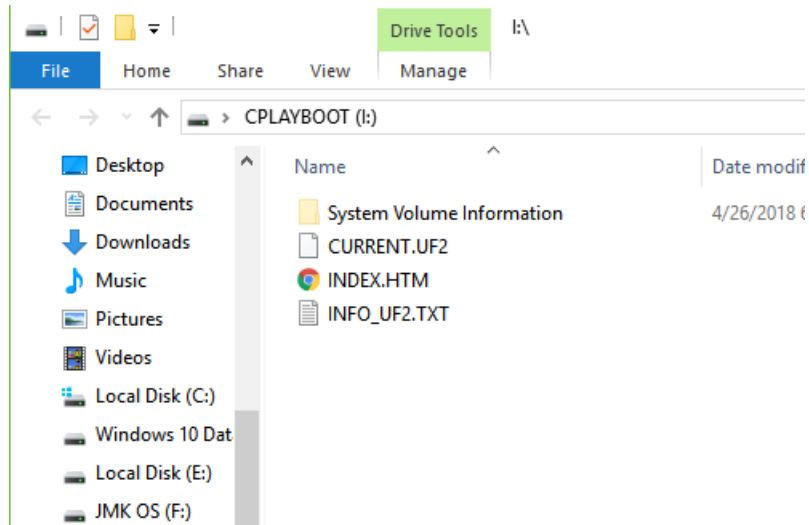 Drive Tools I:\
File Home Share View Manage
CPLAYBOOT (I:)
Name Date modif
Desktop
Documents
Downloads
Music
Pictures
Videos
Local Disk (C:)
Windows 10 Dat
Local Disk (E:)
JMK OS (F:)
System Volume Information 4/26/2018 6
CURRENT.UF2
INDEX.HTM
INFO_UF2.TXT